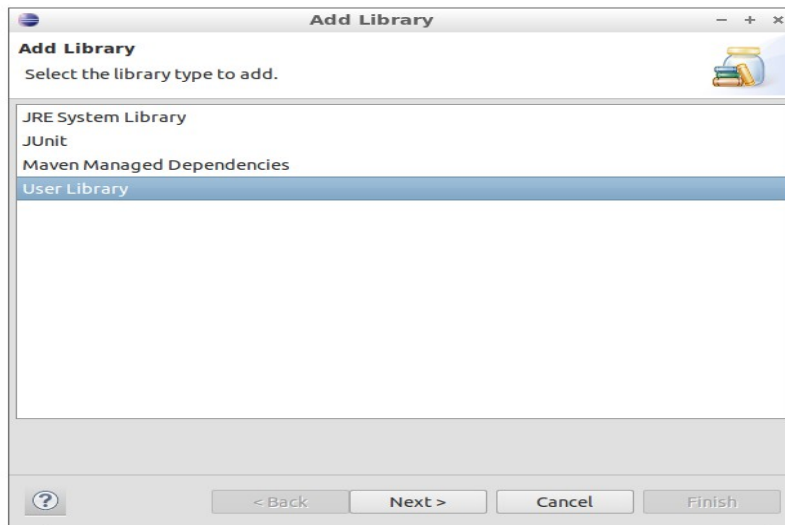 Add Library
Add Library
Select the library type to add.
JRE System Library
JUnit
Maven Managed Dependencies
User Library
? < Back Next > Cancel Finish